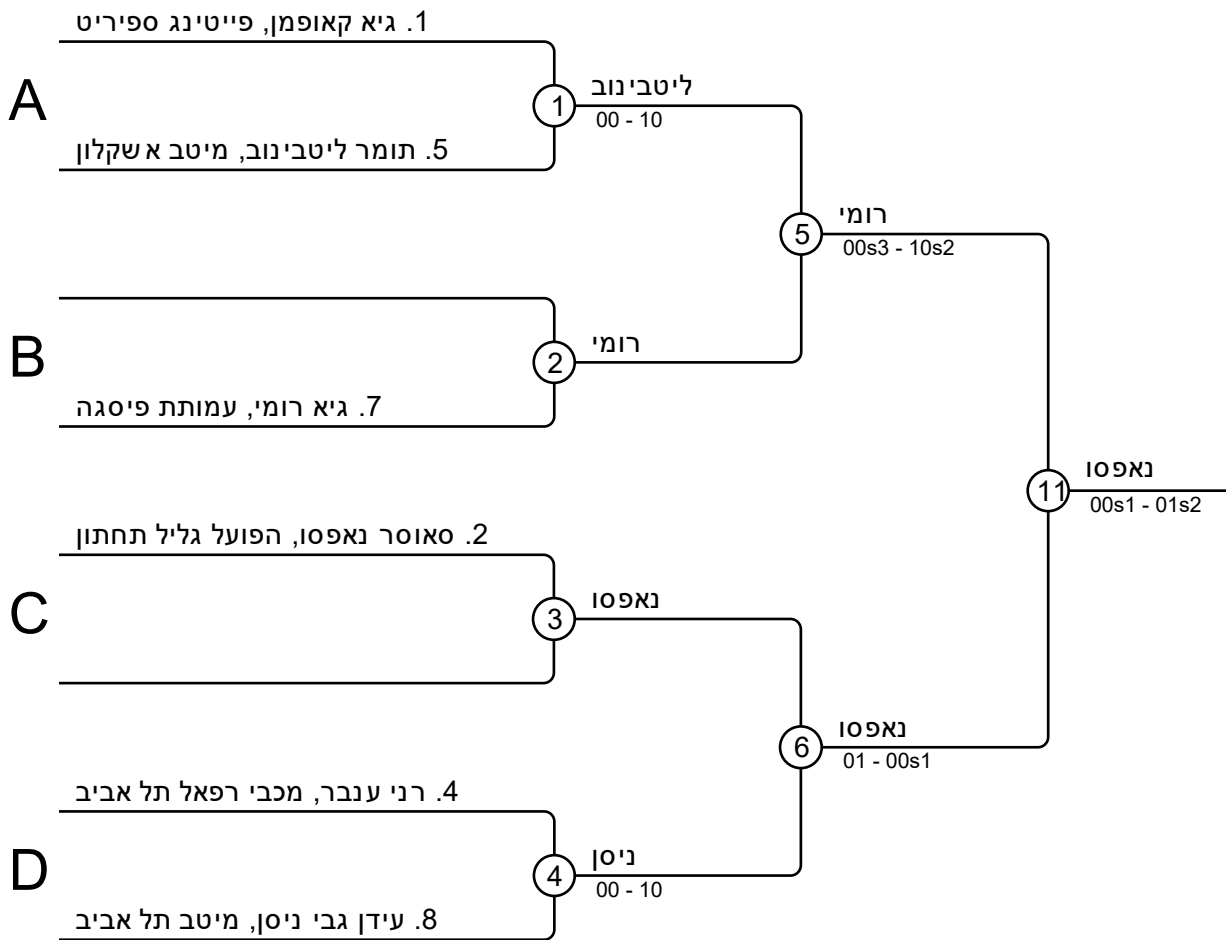 1. גיא קאופמן, פייטינג ספיריט
A
1
ליטבינוב
00 - 10
5. תומר ליטבינוב, מיטב אשקלון
5
רומי
00s3 - 10s2
B
2
רומי
7. גיא רומי, עמותת פיסגה
11
נאפסו
00s1 - 01s2
2. סאוסר נאפסו, הפועל גליל תחתון
C
3
נאפסו
6
נאפסו
01 - 00s1
4. רני ענבר, מכבי רפאל תל אביב
D
4
ניסן
00 - 10
8. עידן גבי ניסן, מיטב תל אביב